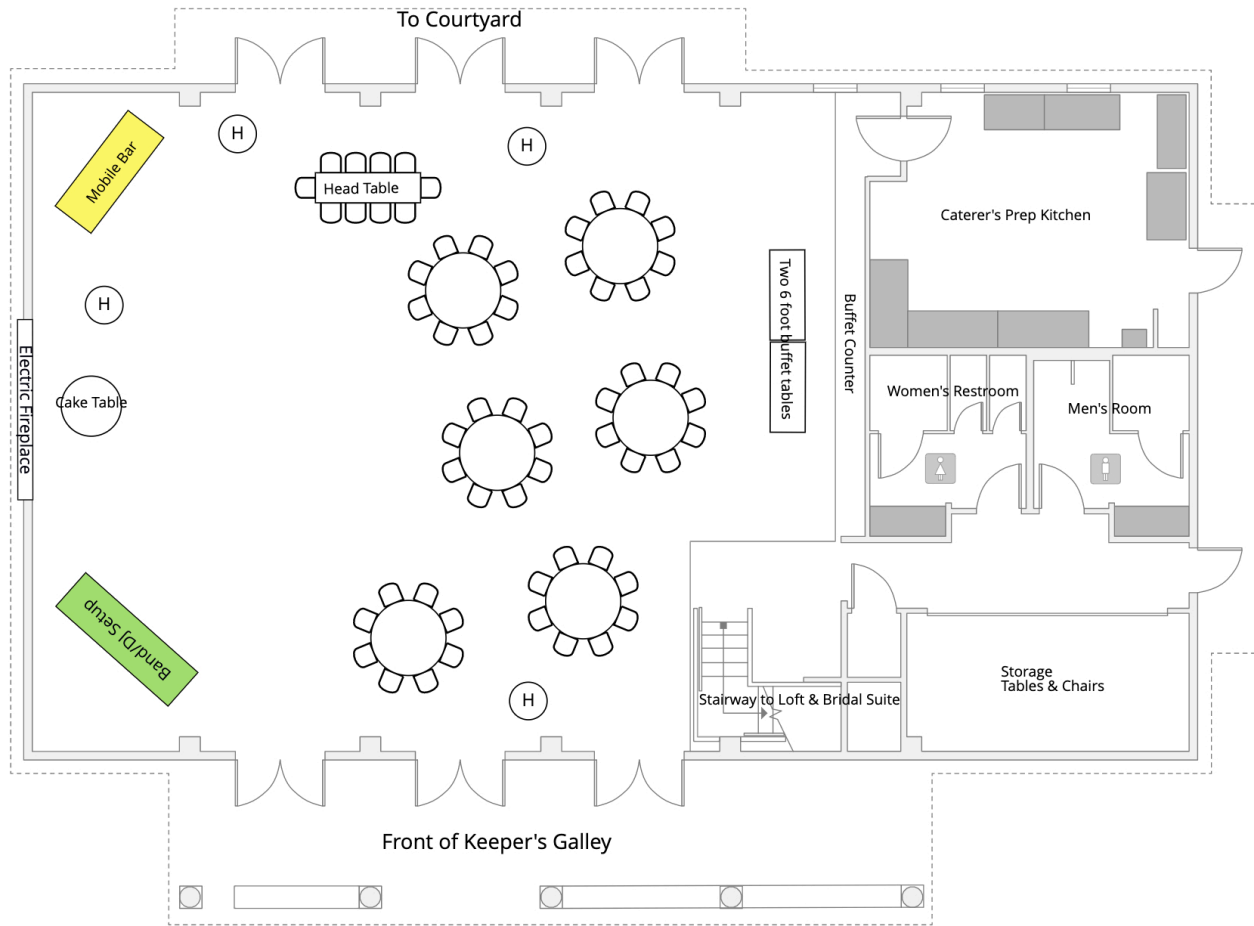 To Courtyard
H
H
Mobile Bar
Head Table
Caterer's Prep Kitchen
H
Two 6 foot buffet tables
Buffet Counter
Electric Fireplace
Cake Table
Women's Restroom
Men's Room
Band/DJ Setup
H
Storage
Tables & Chairs
Stairway to Loft & Bridal Suite
Front of Keeper's Galley